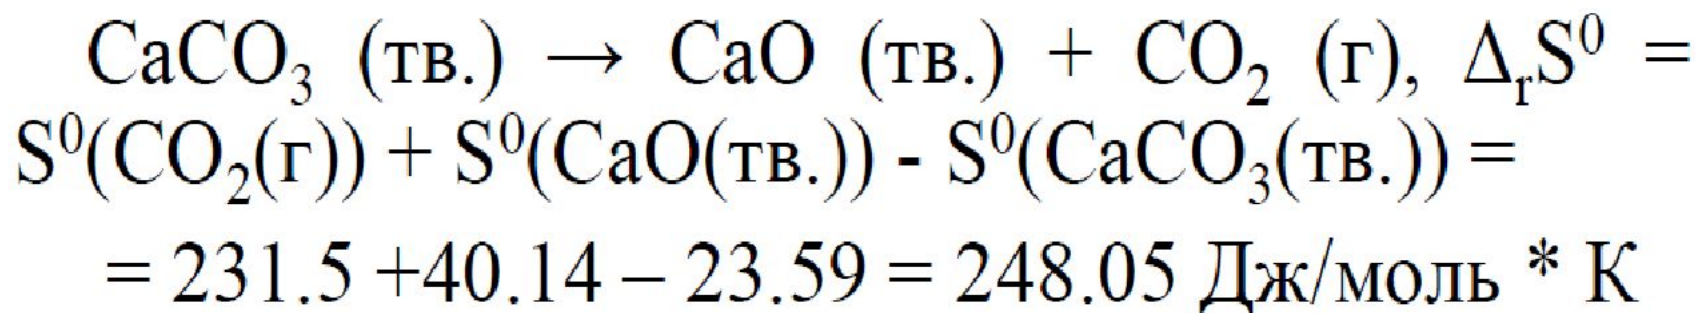 CaCO₃ (тв.) → CaO (тв.) + CO₂ (г), ΔᵣS⁰ =
S⁰(CO₂(г)) + S⁰(CaO(тв.)) - S⁰(CaCO₃(тв.)) =
= 231.5 +40.14 – 23.59 = 248.05 Дж/моль * К